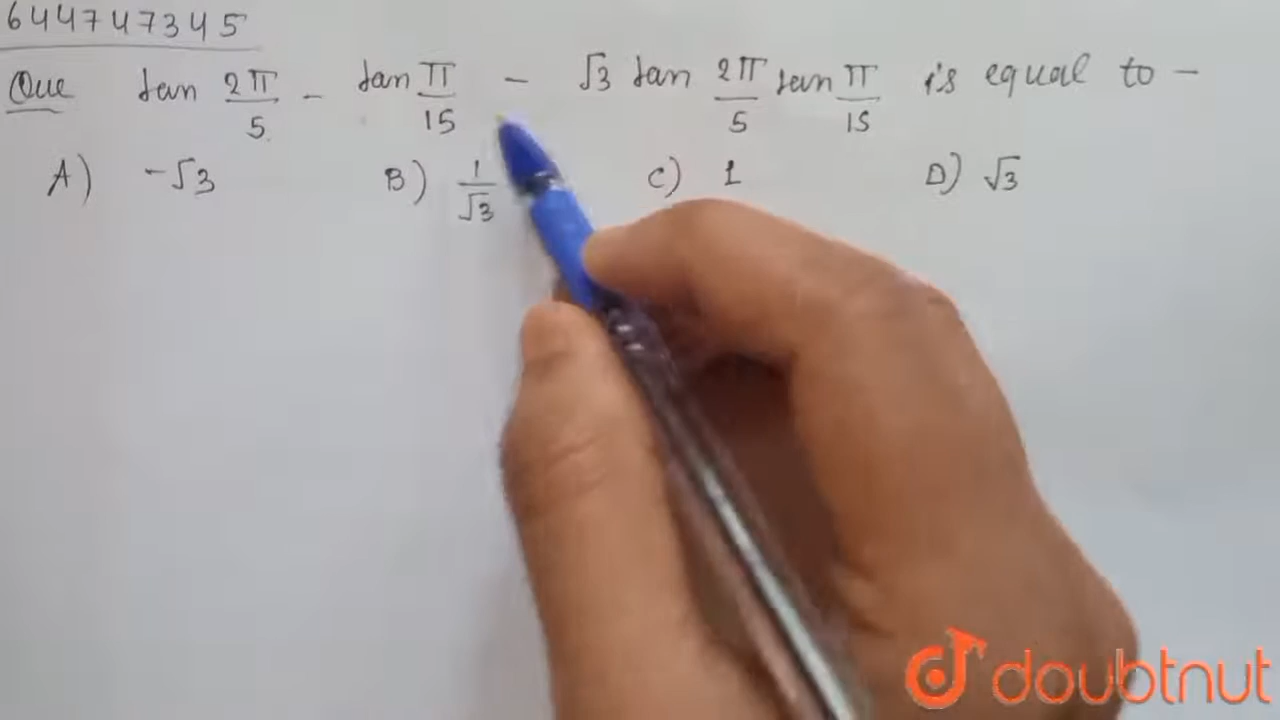 644747345
Que tan 2π/5 - tan π/15 - √3 tan 2π/5 tan π/15 is equal to -
A) -√3 B) 1/√3 C) 1 D) √3
doubtnut